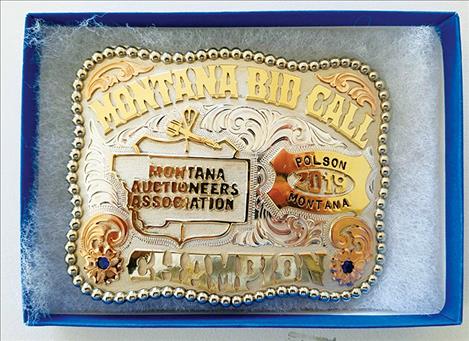 MONTANA BID CALL
MONTANA
AUCTIONEERS
ASSOCIATION
POLSON
2019
MONTANA
CHAMPION